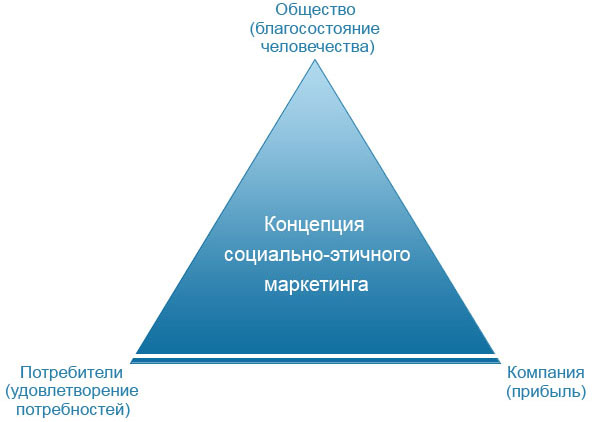 Общество
(благосостояние
человечества)
Концепция
социально-этичного
маркетинга
Потребители
(удовлетворение
потребностей)
Компания
(прибыль)